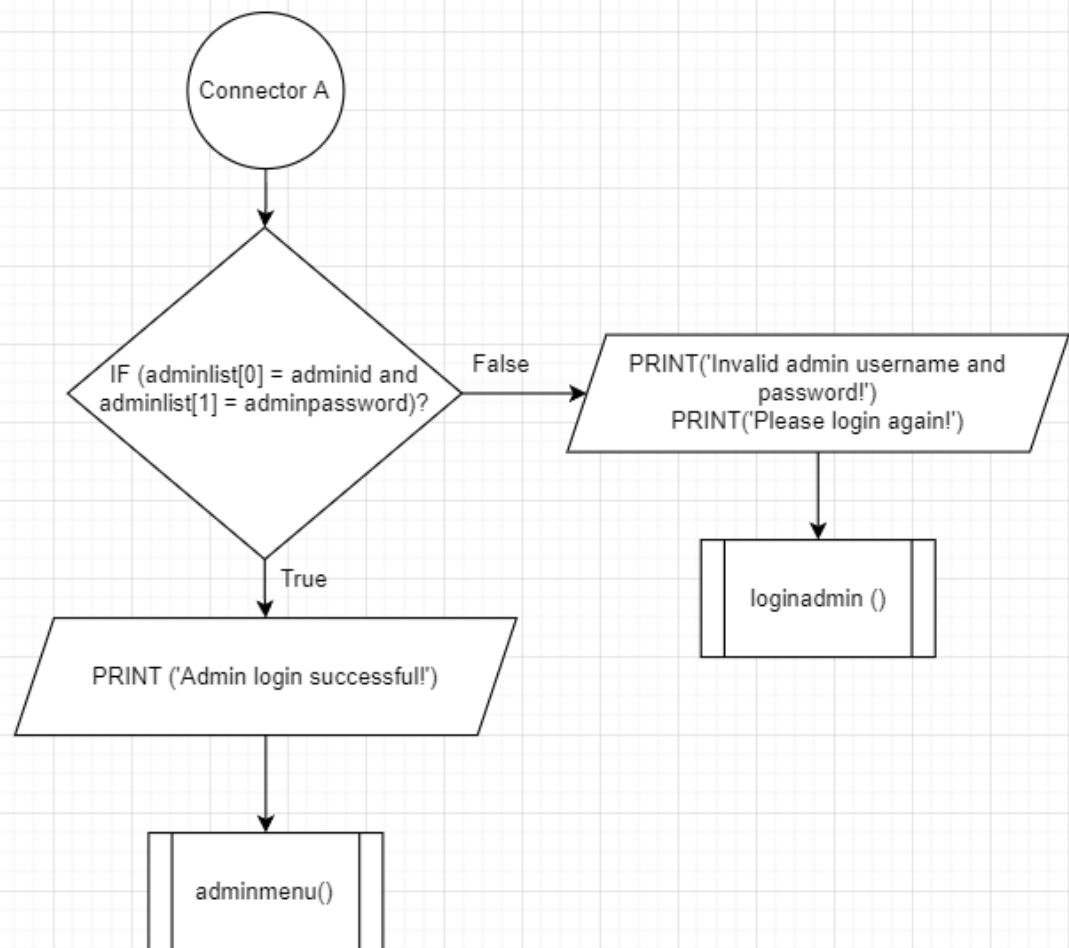 Connector A
IF (adminlist[0] = adminid and
adminlist[1] = adminpassword)?
False
PRINT('Invalid admin username and
password!')
PRINT('Please login again!')
True
loginadmin ()
PRINT ('Admin login successful!')
adminmenu()